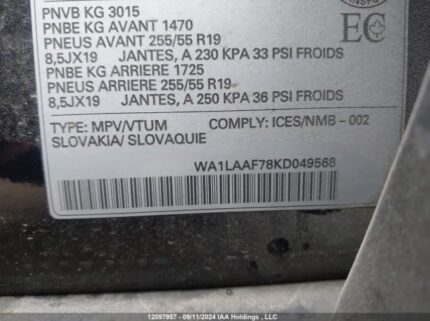 PNVB KG 3015
PNBE KG AVANT 1470
PNEUS AVANT 255/55 R19
8,5JX19 JANTES, A 230 KPA 33 PSI FROIDS
PNBE KG ARRIERE 1725
PNEUS ARRIERE 255/55 R19
8,5JX19 JANTES, A 250 KPA 36 PSI FROIDS
EC
TYPE: MPV/VTUM COMPLY: ICES/NMB - 002
SLOVAKIA/ SLOVAQUIE
WA1LAAF78KD049568
12097957 - 09/11/2024 IAA Holdings , LLC